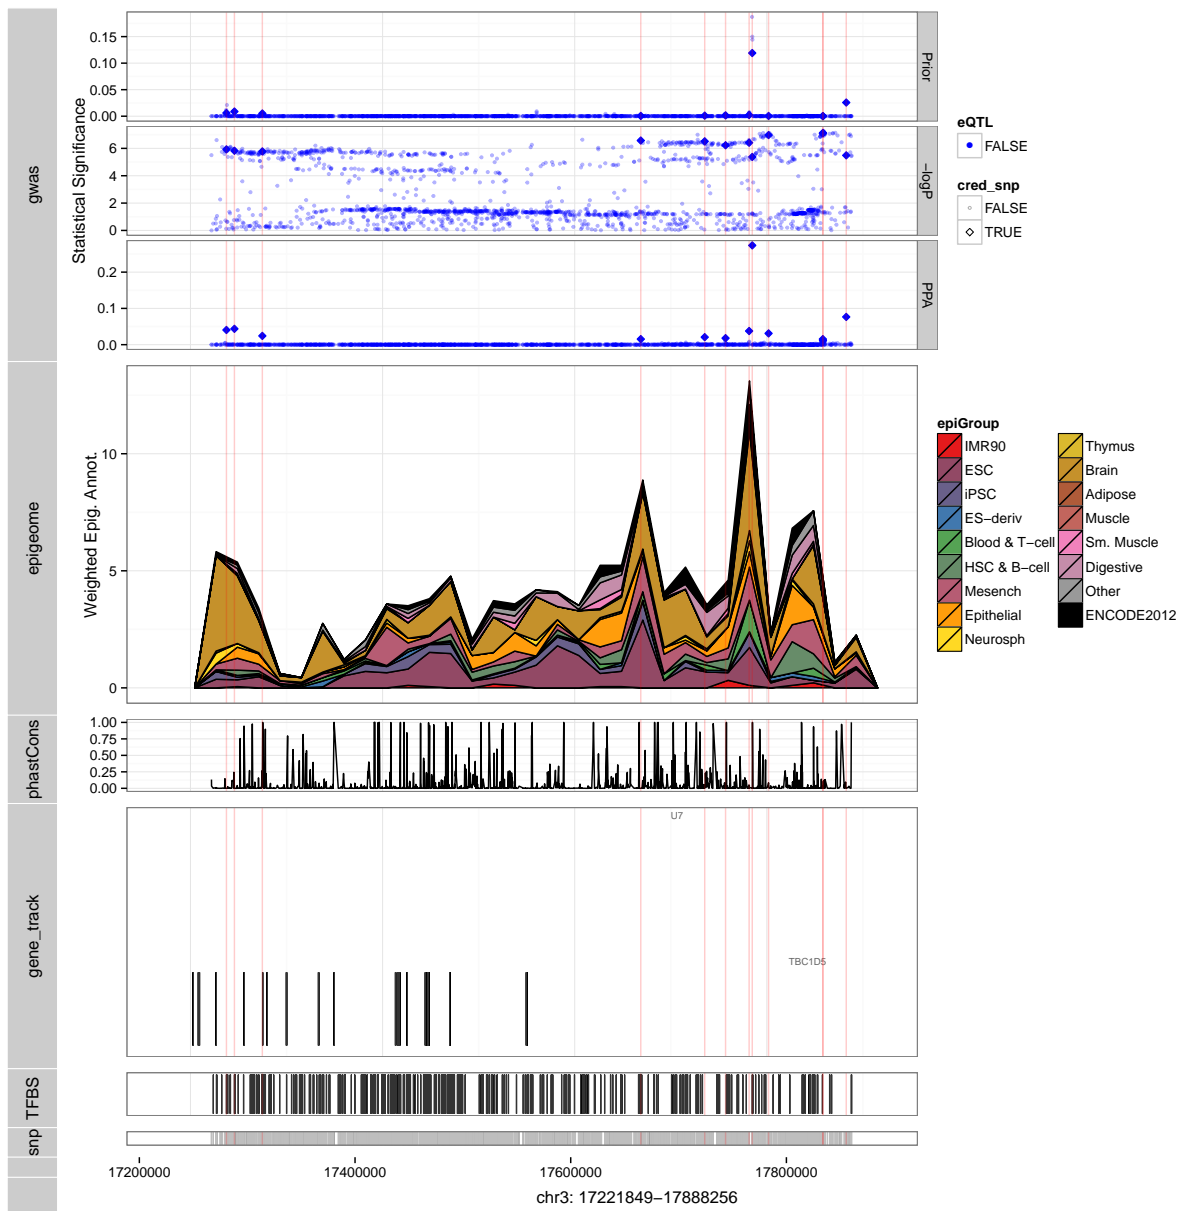 gwas
Statistical Significance
0.15
0.10
0.05
0.00
Prior
6
4
2
0
−logP
0.2
0.1
0.0
PPA
eQTL
FALSE
cred_snp
FALSE
TRUE
epigeome
Weighted Epig. Annot.
10
5
0
epiGroup
IMR90
ESC
iPSC
ES−deriv
Blood & T−cell
HSC & B−cell
Mesench
Epithelial
Neurosph
Thymus
Brain
Adipose
Muscle
Sm. Muscle
Digestive
Other
ENCODE2012
phastCons
1.00
0.75
0.50
0.25
0.00
gene_track
U7
TBC1D5
TFBS
snp
17200000
17400000
17600000
17800000
chr3: 17221849−17888256